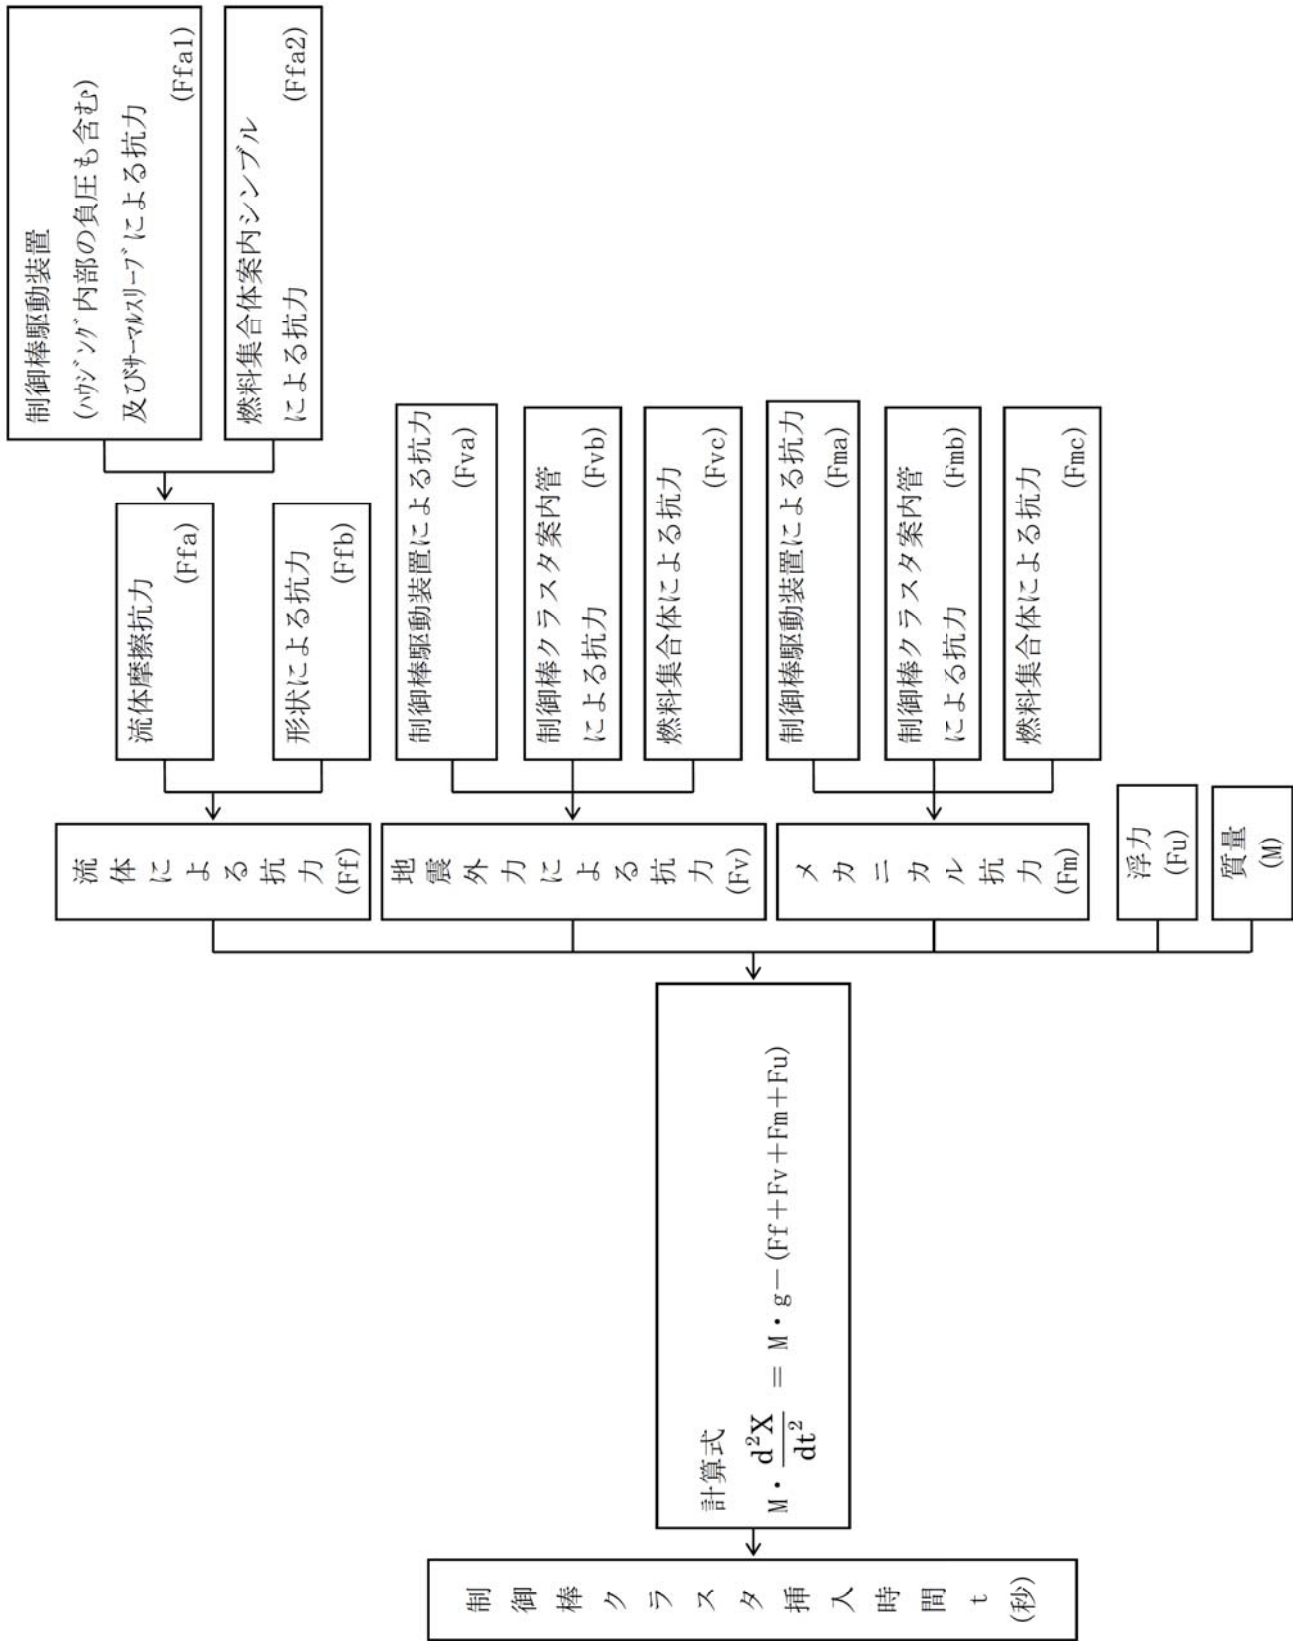 制御棒クラスタ挿入時間t(秒)
計算式
M・d²X/dt² = M・g－(Ff＋Fv＋Fm＋Fu)
流体による抗力(Ff)
地震外力による抗力(Fv)
メカニカル抗力(Fm)
浮力
(Fu)
質量
(M)
流体摩擦抗力
(Ffa)
形状による抗力
(Ffb)
制御棒駆動装置による抗力
(Fva)
制御棒クラスタ案内管
による抗力 (Fvb)
燃料集合体による抗力
(Fvc)
制御棒駆動装置による抗力
(Fma)
制御棒クラスタ案内管
による抗力 (Fmb)
燃料集合体による抗力
(Fmc)
制御棒駆動装置
(ﾊｳｼﾞﾝｸﾞ内部の負圧も含む)
及びｻｰﾏﾙｽﾘｰﾌﾞによる抗力
(Ffa1)
燃料集合体案内シンブル
による抗力 (Ffa2)